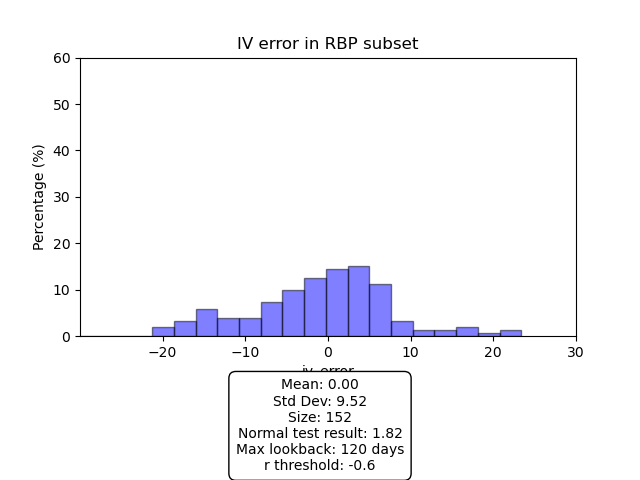 IV error in RBP subset
60
50
40
30
20
10
0
Percentage (%)
−20
−10
0
10
20
30
iv_error
Mean: 0.00
Std Dev: 9.52
Size: 152
Normal test result: 1.82
Max lookback: 120 days
r threshold: -0.6